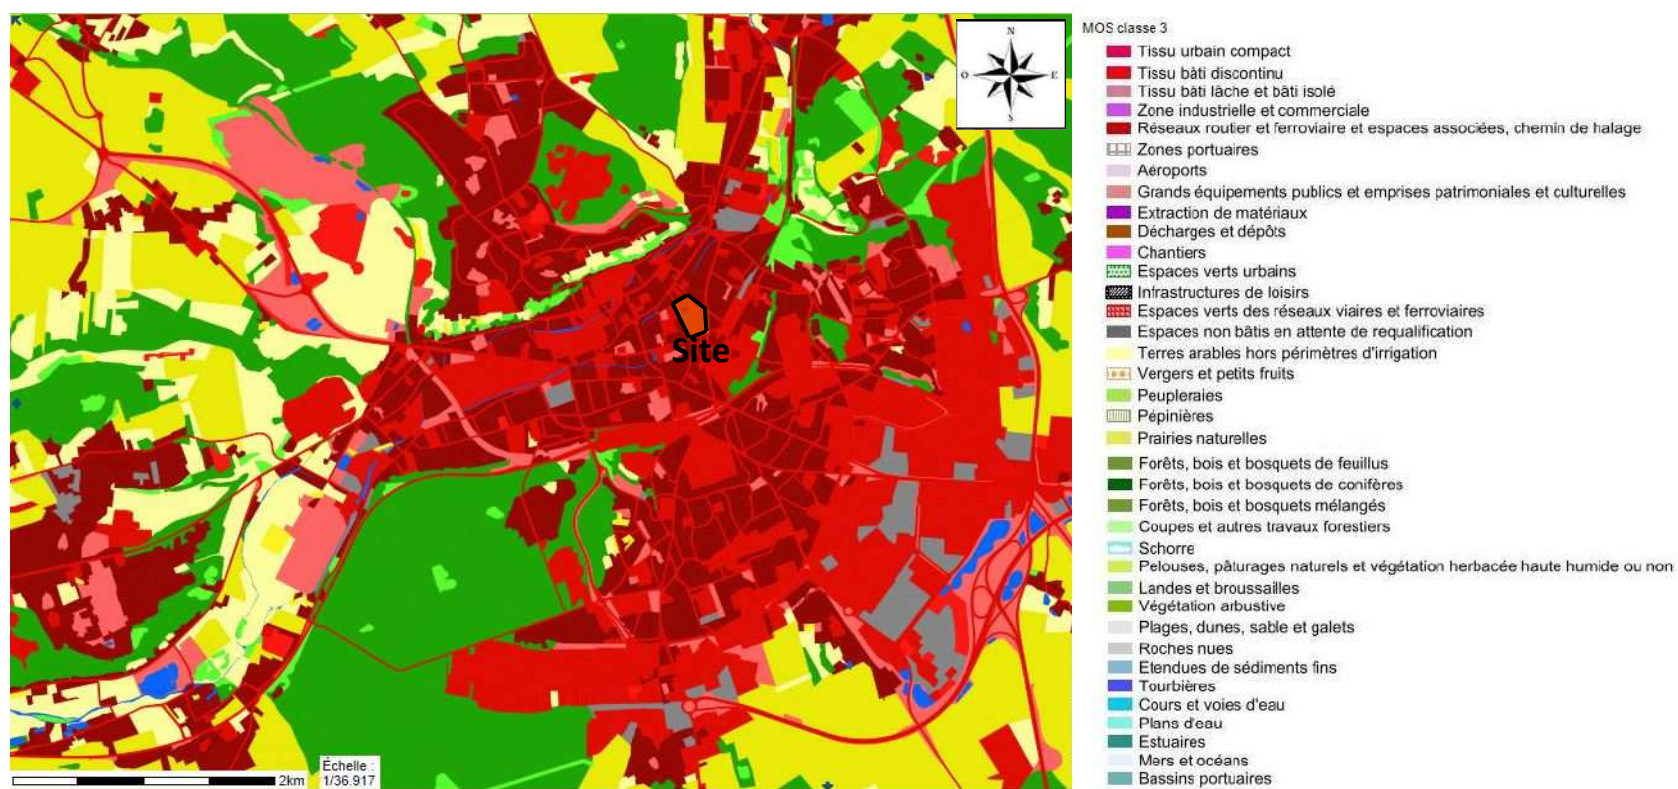 N
O
E
S
Site
2km
Échelle :
1/36.917
MOS classe 3
Tissu urbain compact
Tissu bâti discontinu
Tissu bâti lâche et bâti isolé
Zone industrielle et commerciale
Réseaux routier et ferroviaire et espaces associées, chemin de halage
Zones portuaires
Aéroports
Grands équipements publics et emprises patrimoniales et culturelles
Extraction de matériaux
Décharges et dépôts
Chantiers
Espaces verts urbains
Infrastructures de loisirs
Espaces verts des réseaux viaires et ferroviaires
Espaces non bâtis en attente de requalification
Terres arables hors périmètres d'irrigation
Vergers et petits fruits
Peupleraies
Pépinières
Prairies naturelles
Forêts, bois et bosquets de feuillus
Forêts, bois et bosquets de conifères
Forêts, bois et bosquets mélangés
Coupes et autres travaux forestiers
Schorre
Pelouses, pâturages naturels et végétation herbacée haute humide ou non
Landes et broussailles
Végétation arbustive
Plages, dunes, sable et galets
Roches nues
Etendues de sédiments fins
Tourbières
Cours et voies d'eau
Plans d'eau
Estuaires
Mers et océans
Bassins portuaires